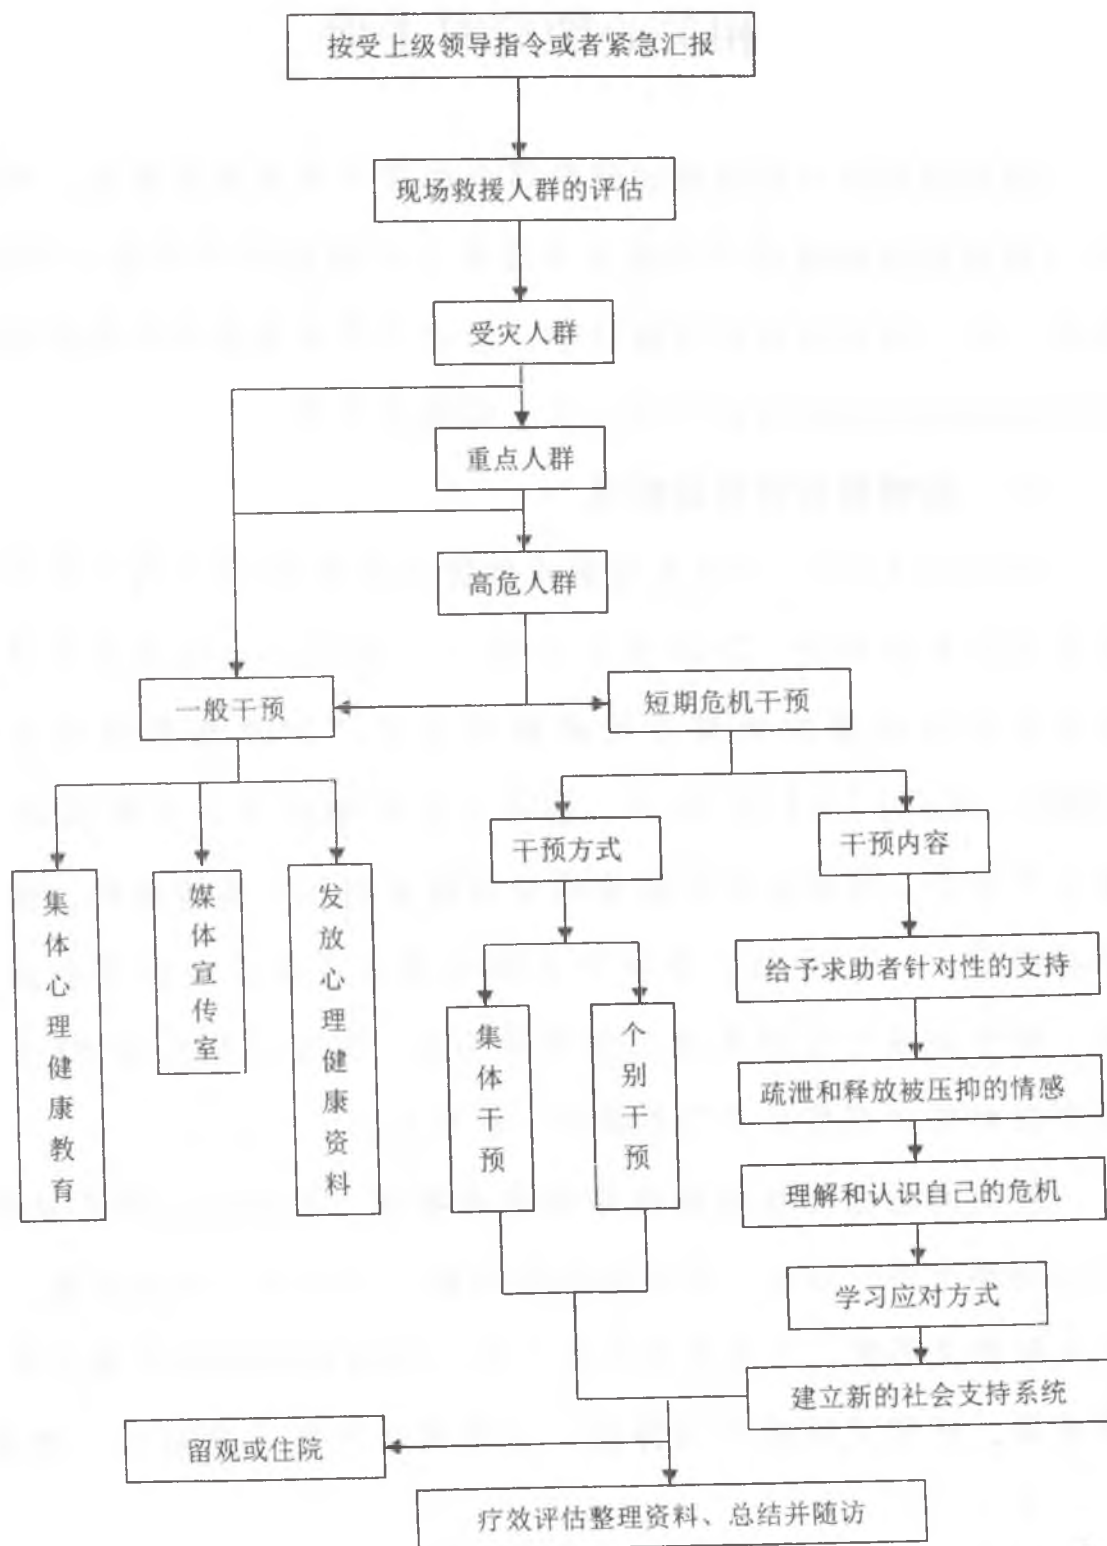 按受上级领导指令或者紧急汇报
现场救援人群的评估
受灾人群
重点人群
高危人群
一般干预
短期危机干预
干预方式
干预内容
集体心理健康教育
媒体宣传室
发放心理健康资料
集体干预
个别干预
给予求助者针对性的支持
疏泄和释放被压抑的情感
理解和认识自己的危机
学习应对方式
建立新的社会支持系统
留观或住院
疗效评估整理资料、总结并随访